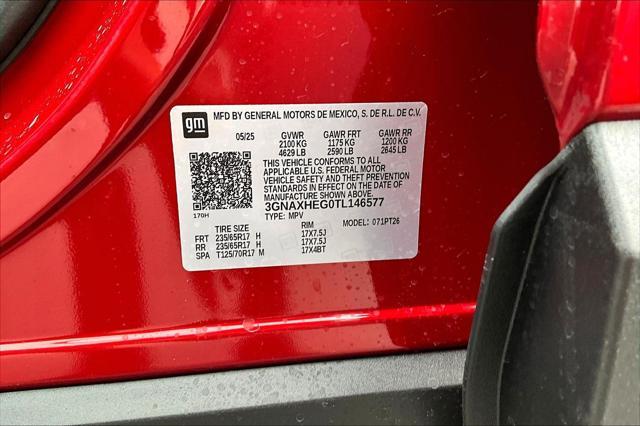 gm
MFD BY GENERAL MOTORS DE MEXICO, S. DE R.L. DE C.V.
05/25 GVWR GAWR FRT GAWR RR
2100 KG 1175 KG 1200 KG
4629 LB 2590 LB 2645 LB
THIS VEHICLE CONFORMS TO ALL
APPLICABLE U.S. FEDERAL MOTOR
VEHICLE SAFETY AND THEFT PREVENTION
STANDARDS IN EFFECT ON THE DATE OF
MANUFACTURE SHOWN ABOVE.
3GNAXHEG0TL146577
170H TYPE: MPV
MODEL: 071PT26
TIRE SIZE RIM
FRT 235/65R17 H 17X7.5J
RR 235/65R17 H 17X7.5J
SPA T125/70R17 M 17X4BT